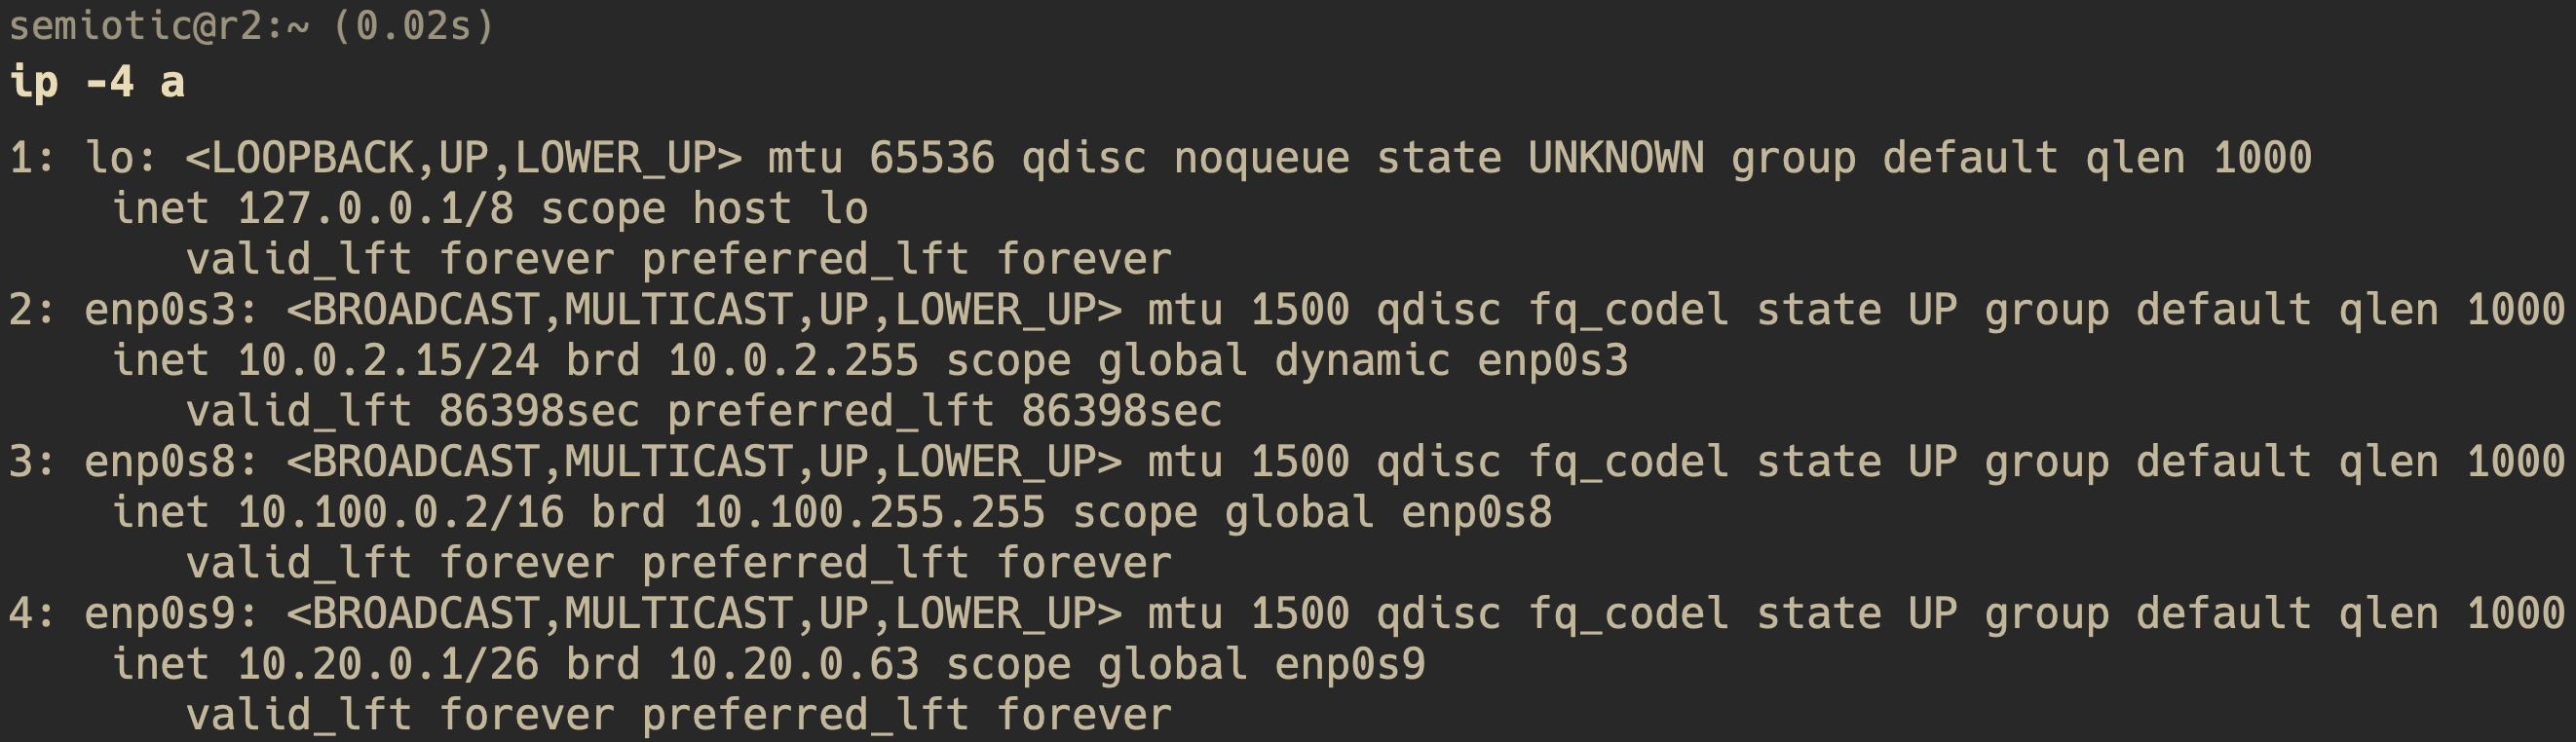 semiotic@r2:~ (0.02s)
ip -4 a
1: lo: <LOOPBACK,UP,LOWER_UP> mtu 65536 qdisc noqueue state UNKNOWN group default qlen 1000
    inet 127.0.0.1/8 scope host lo
       valid_lft forever preferred_lft forever
2: enp0s3: <BROADCAST,MULTICAST,UP,LOWER_UP> mtu 1500 qdisc fq_codel state UP group default qlen 1000
    inet 10.0.2.15/24 brd 10.0.2.255 scope global dynamic enp0s3
       valid_lft 86398sec preferred_lft 86398sec
3: enp0s8: <BROADCAST,MULTICAST,UP,LOWER_UP> mtu 1500 qdisc fq_codel state UP group default qlen 1000
    inet 10.100.0.2/16 brd 10.100.255.255 scope global enp0s8
       valid_lft forever preferred_lft forever
4: enp0s9: <BROADCAST,MULTICAST,UP,LOWER_UP> mtu 1500 qdisc fq_codel state UP group default qlen 1000
    inet 10.20.0.1/26 brd 10.20.0.63 scope global enp0s9
       valid_lft forever preferred_lft forever